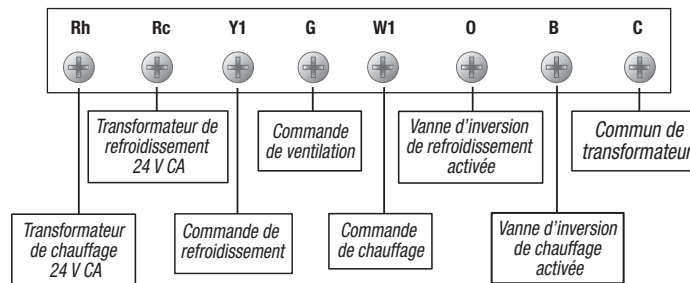 Rh Rc Y1 G W1 O B C
Transformateur de
refroidissement
24 V CA
Commande
de ventilation
Vanne d'inversion
de refroidissement
activée
Commun de
transformateur
Transformateur
de chauffage
24 V CA
Commande de
refroidissement
Commande
de chauffage
Vanne d'inversion
de chauffage
activée